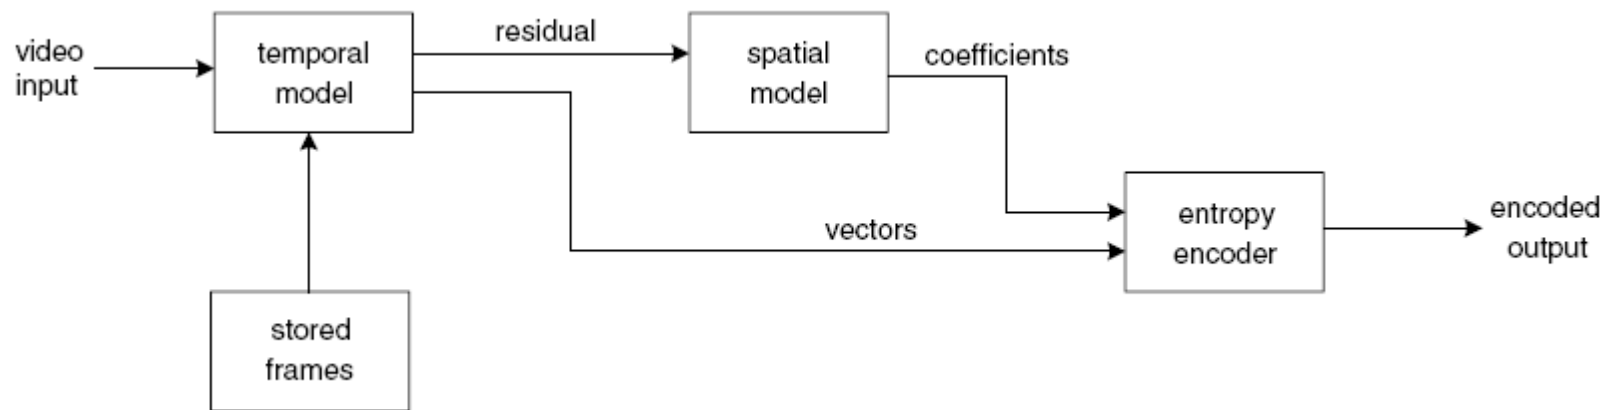 video
input
temporal
model
residual
spatial
model
coefficients
vectors
entropy
encoder
encoded
output
stored
frames